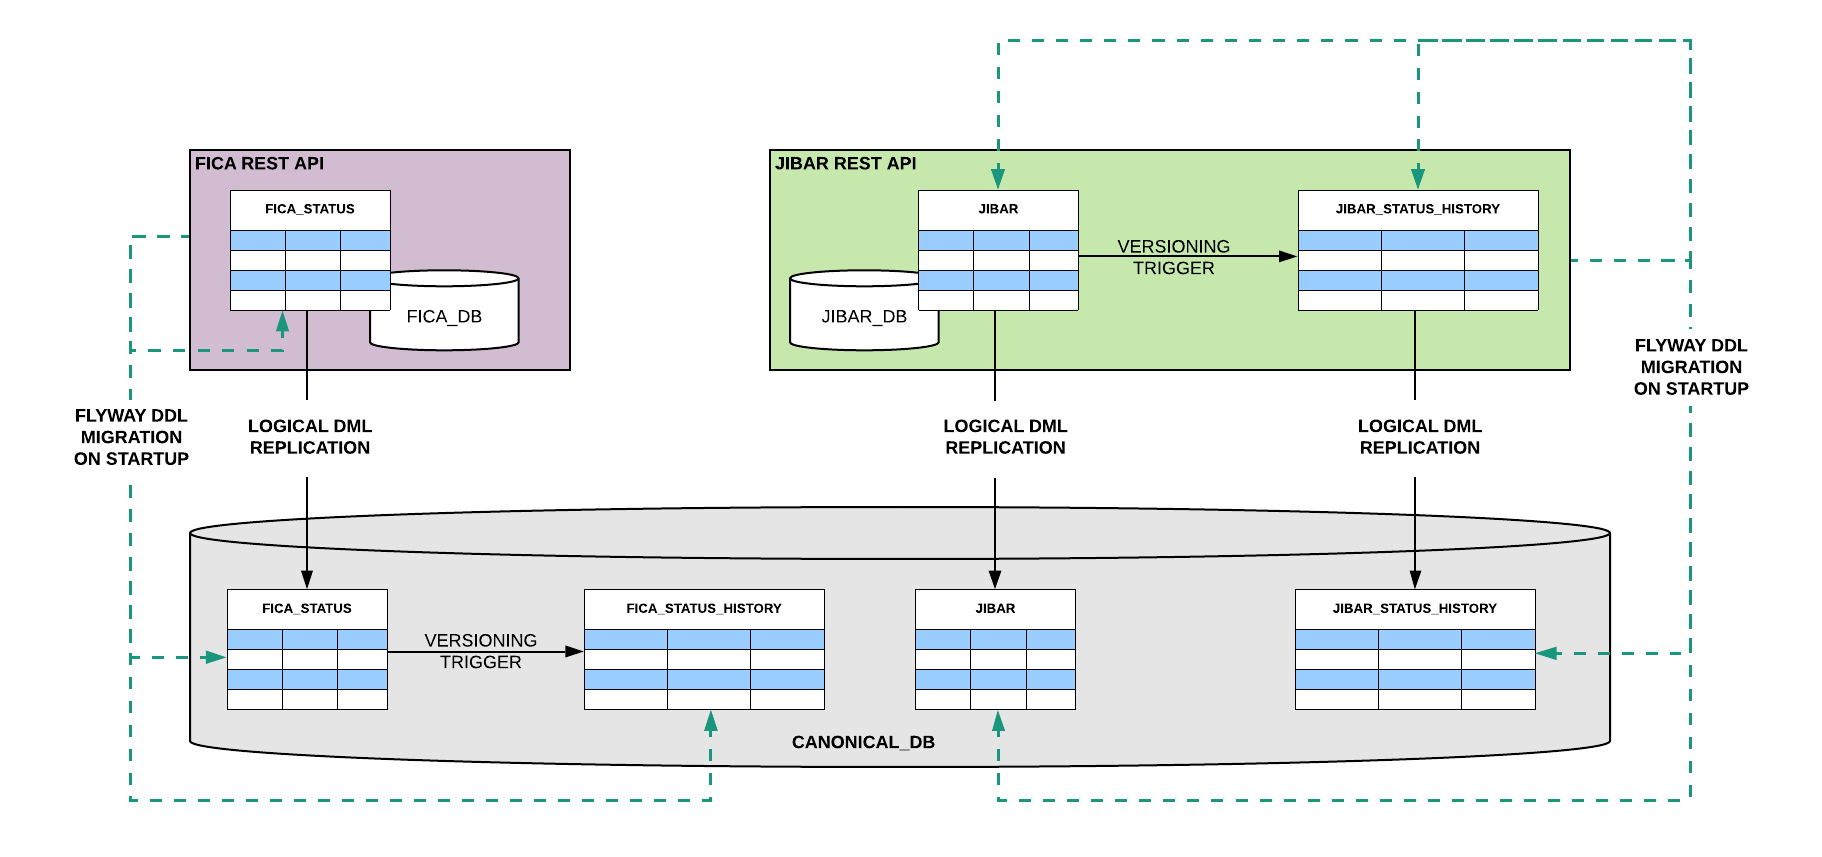 FICA REST API
FICA_STATUS
FICA_DB
JIBAR REST API
JIBAR
JIBAR_STATUS_HISTORY
VERSIONING
TRIGGER
JIBAR_DB
FLYWAY DDL
MIGRATION
ON STARTUP
FLYWAY DDL
MIGRATION
ON STARTUP
LOGICAL DML
REPLICATION
LOGICAL DML
REPLICATION
LOGICAL DML
REPLICATION
FICA_STATUS
VERSIONING
TRIGGER
FICA_STATUS_HISTORY
JIBAR
JIBAR_STATUS_HISTORY
CANONICAL_DB